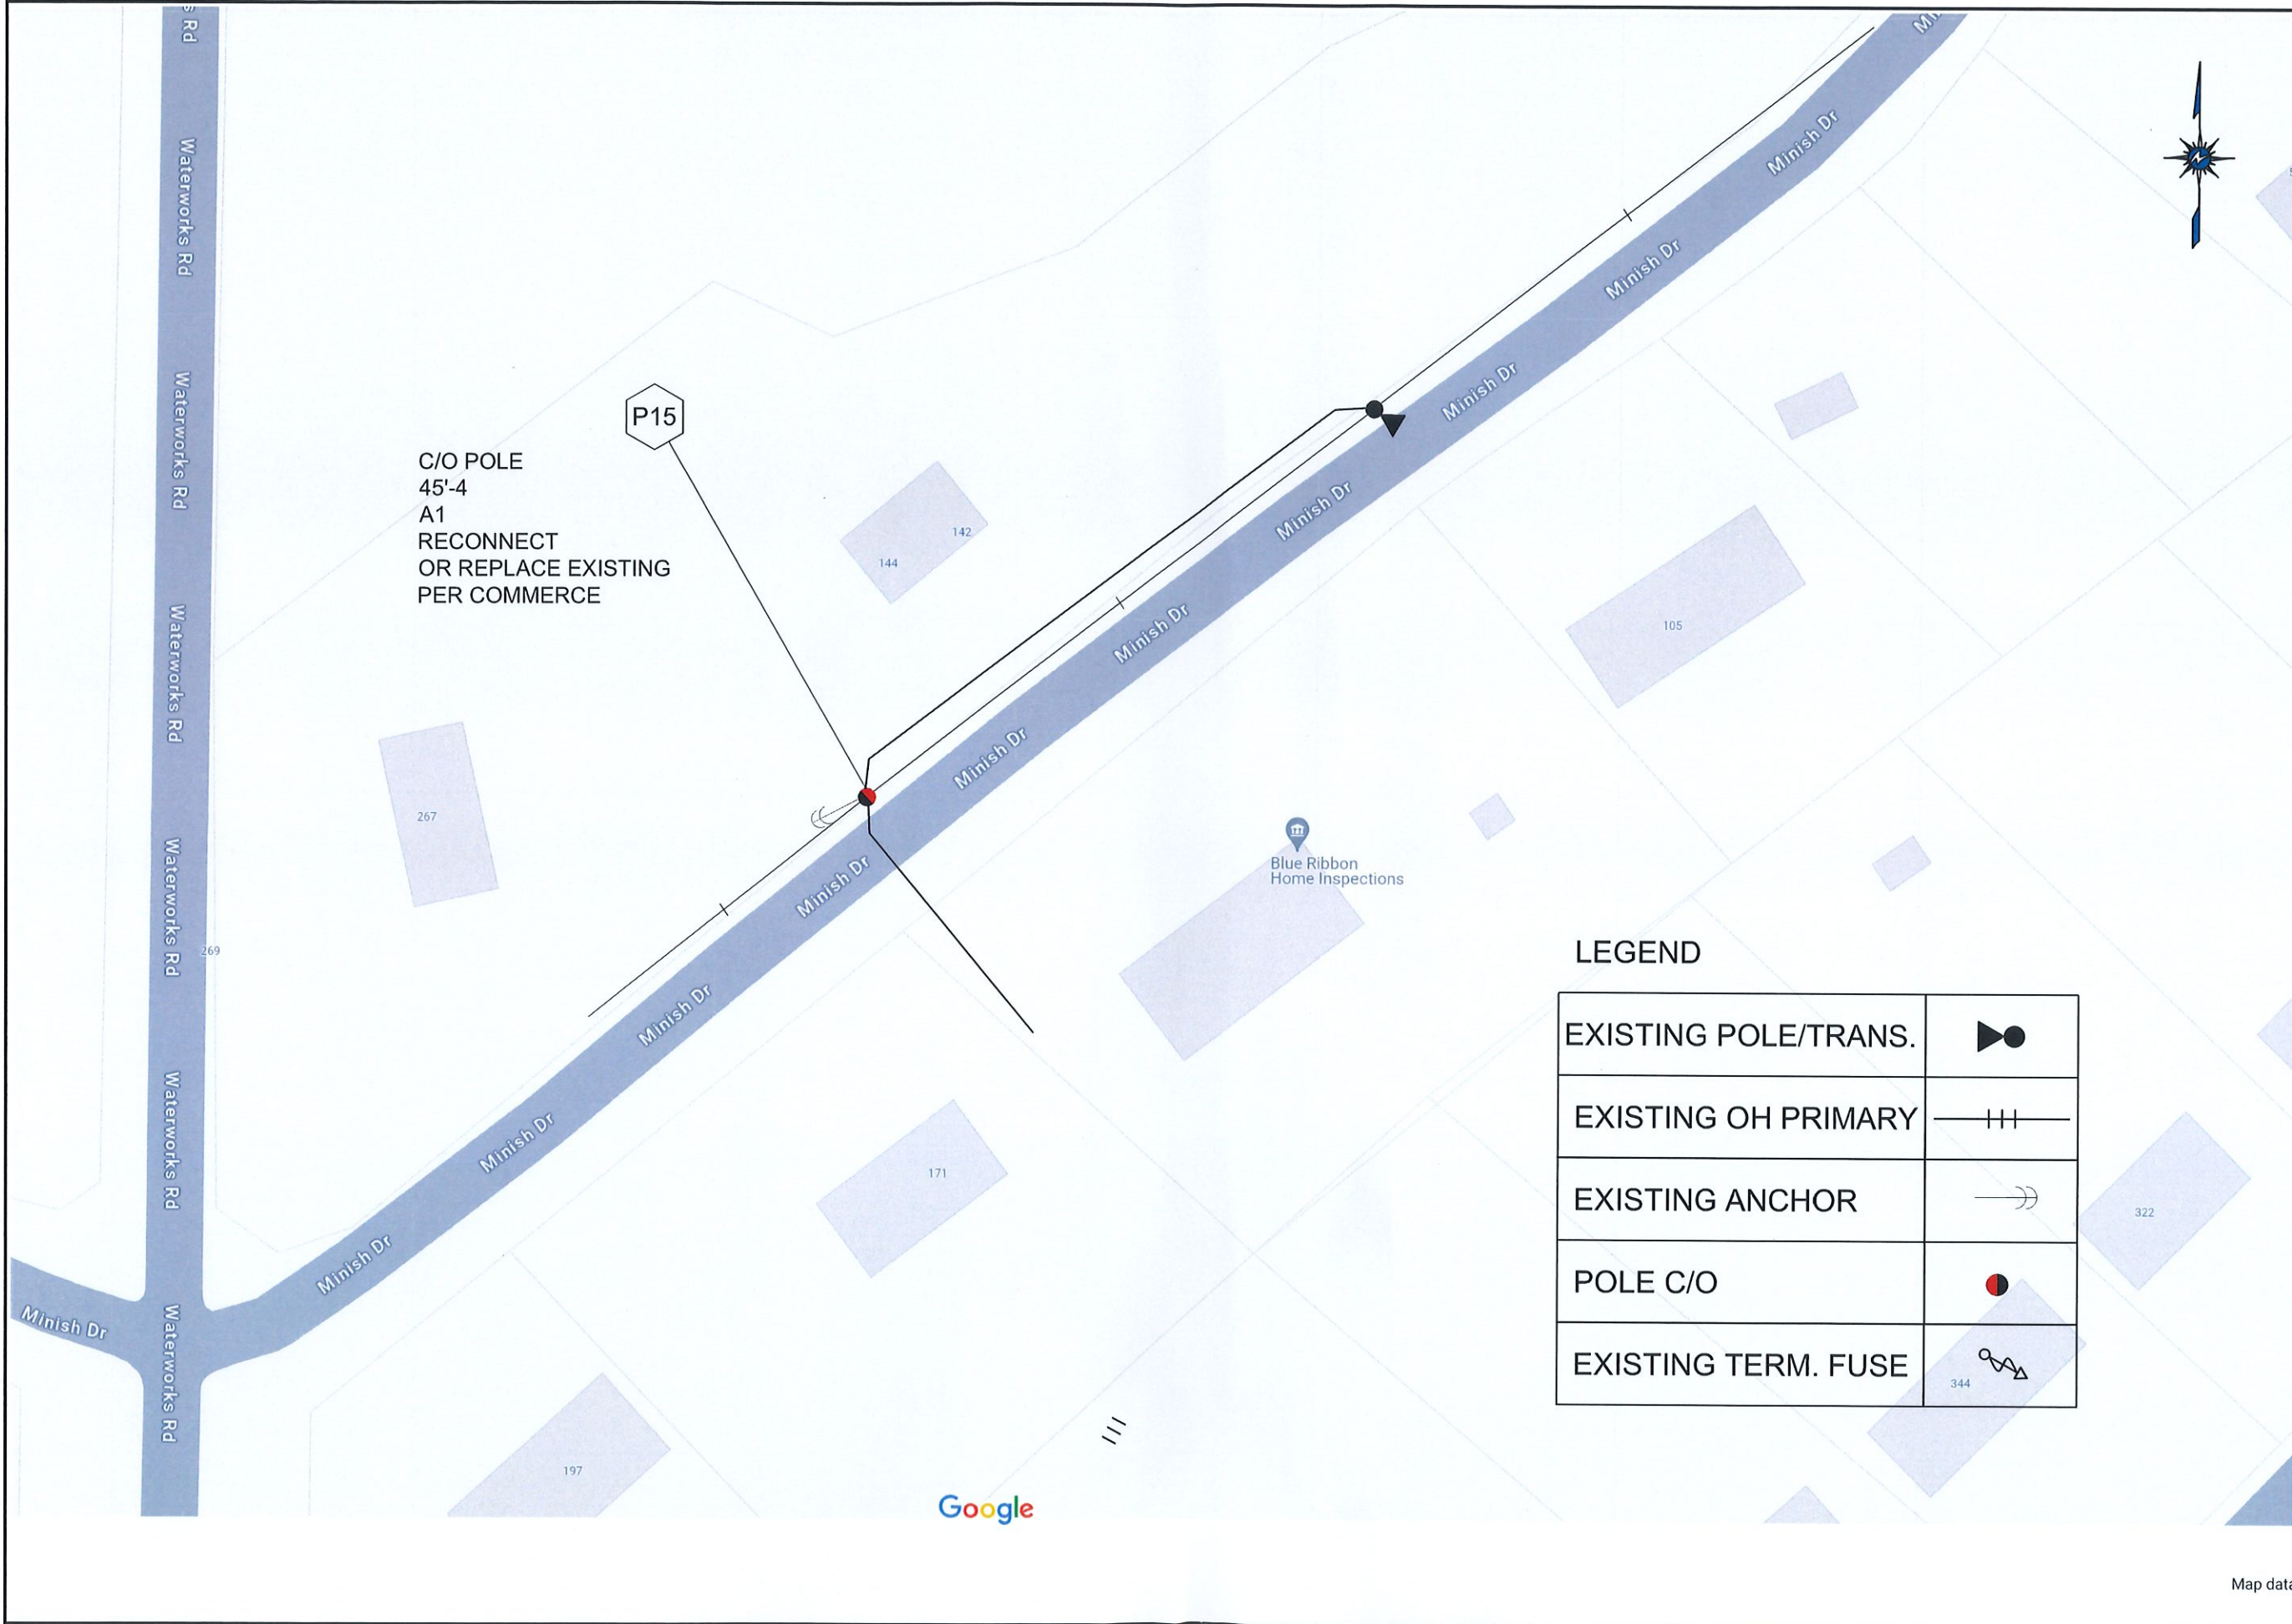 s Rd
Waterworks Rd
Waterworks Rd
Waterworks Rd
Waterworks Rd
Waterworks Rd
Waterworks Rd
Minish Dr
Minish Dr
Minish Dr
Minish Dr
Minish Dr
Minish Dr
Minish Dr
Minish Dr
Minish Dr
Minish Dr
Minish Dr
P15
C/O POLE
45'-4
A1
RECONNECT
OR REPLACE EXISTING
PER COMMERCE
142
144
105
267
269
Blue Ribbon
Home Inspections
171
197
322
344
LEGEND
EXISTING POLE/TRANS.
EXISTING OH PRIMARY
EXISTING ANCHOR
POLE C/O
EXISTING TERM. FUSE
Google
Map data